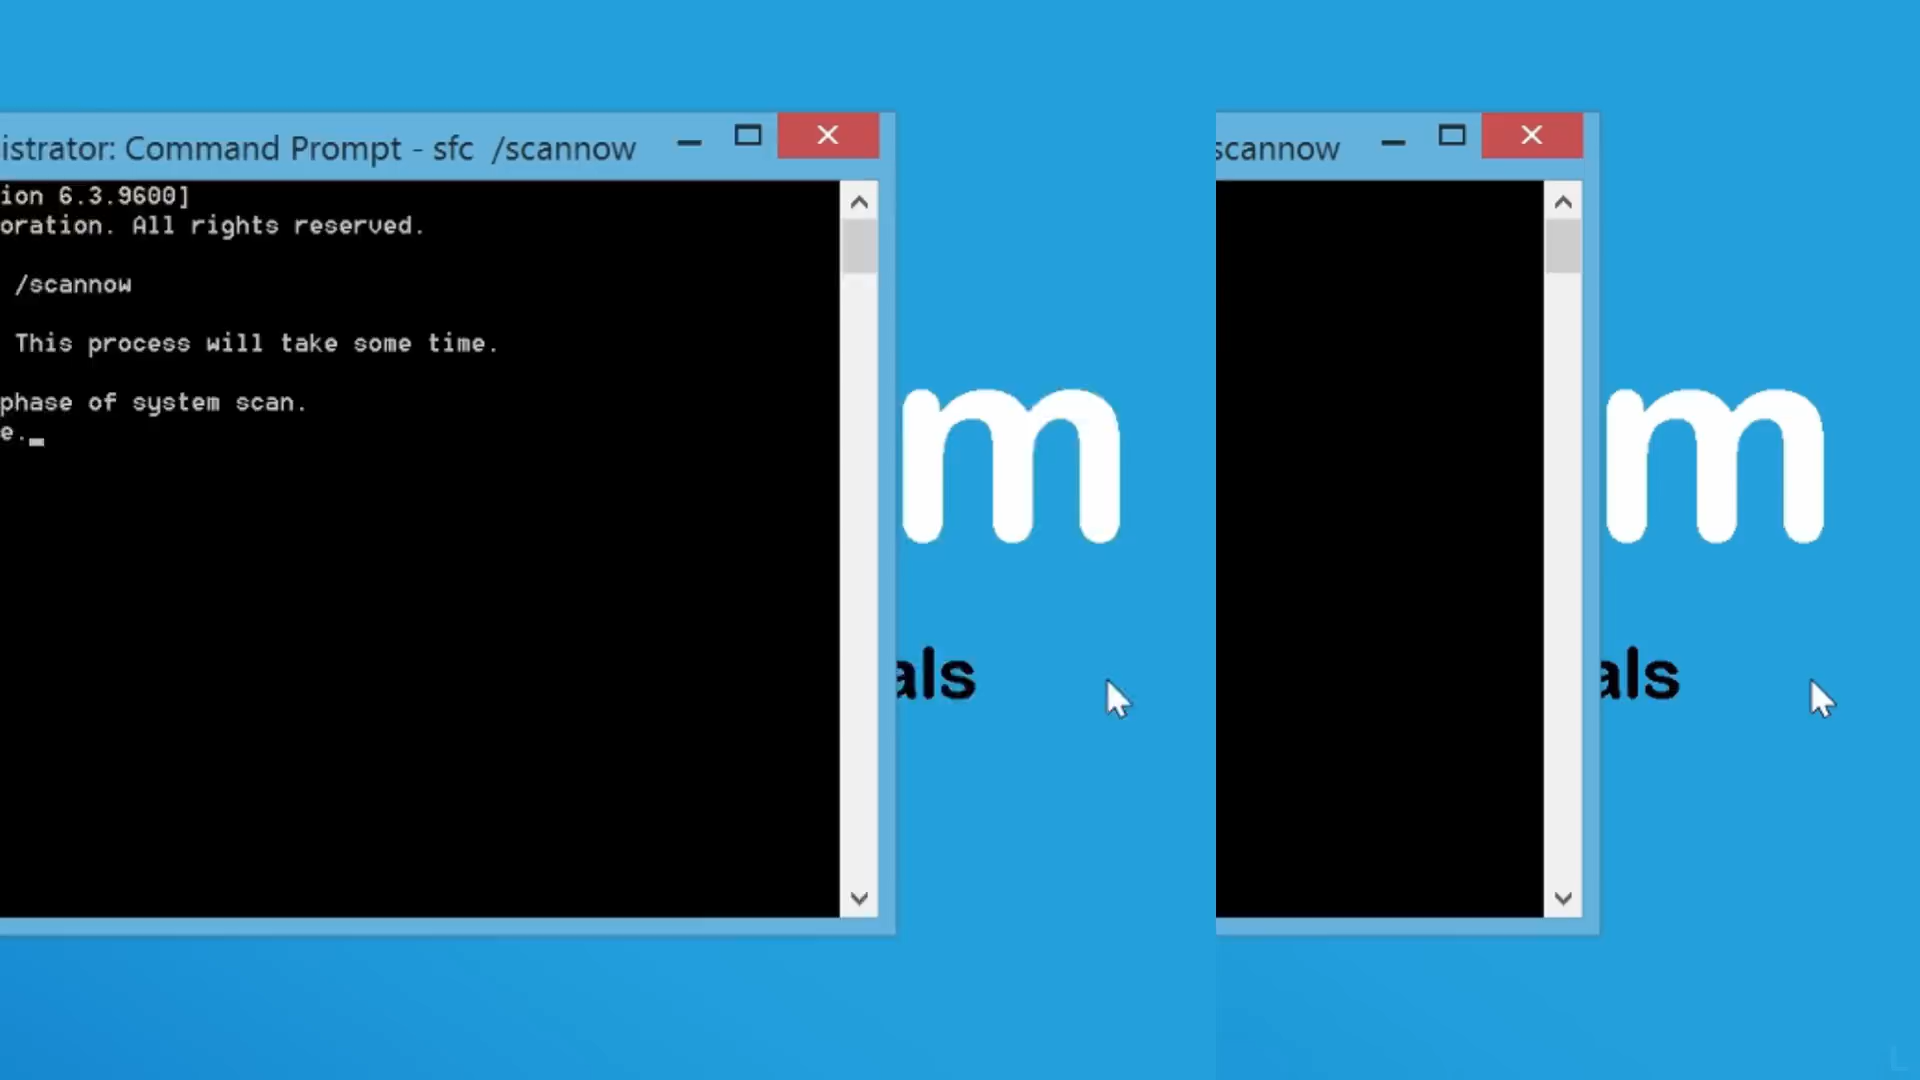 istrator: Command Prompt - sfc /scannow
ion 6.3.9600]
oration. All rights reserved.
/scannow
This process will take some time.
phase of system scan.
e.
m
als
scannow
m
als